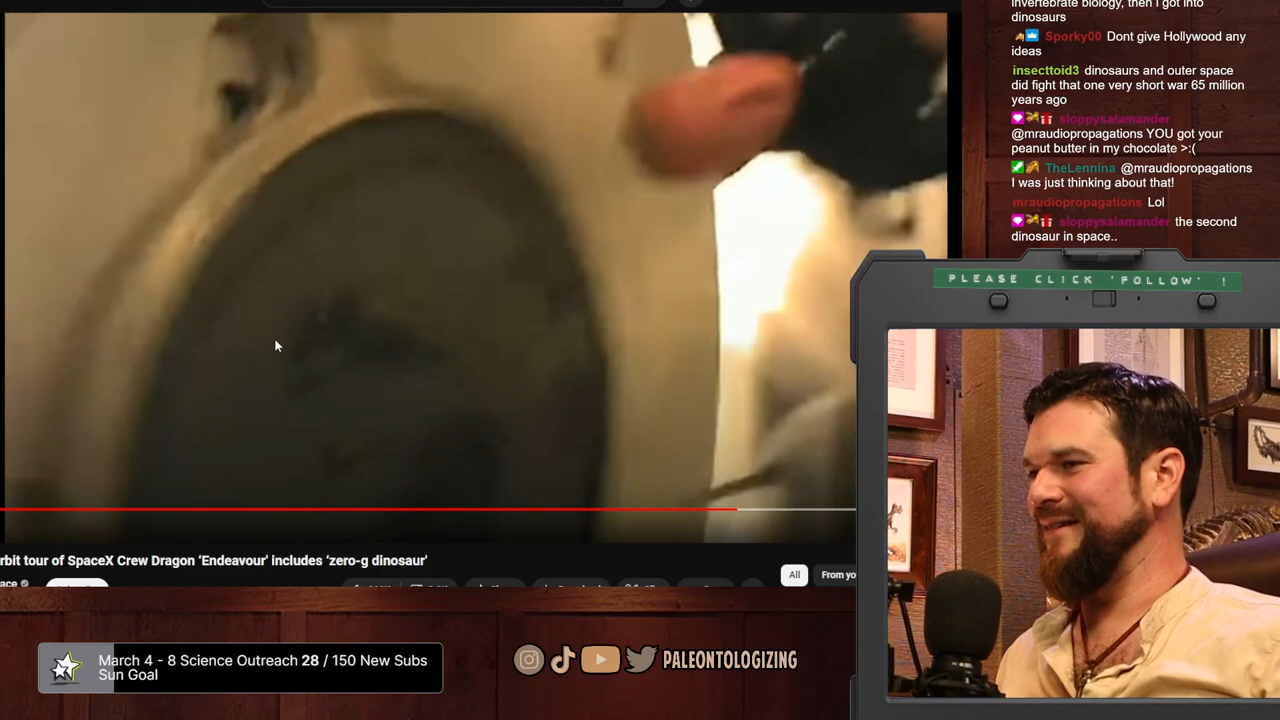 invertebrate biology, then I got into
dinosaurs
Sporky00 Dont give Hollywood any
ideas
insecttoid3 dinosaurs and outer space
did fight that one very short war 65 million
years ago
sloppysalamander
@mraudiopropagations YOU got your
peanut butter in my chocolate >:(
TheLennina @mraudiopropagations
I was just thinking about that!
mraudiopropagations Lol
sloppysalamander the second
dinosaur in space..
PLEASE CLICK 'FOLLOW' !
rbit tour of SpaceX Crew Dragon ‘Endeavour’ includes ‘zero-g dinosaur’
ace
All From yo
March 4 - 8 Science Outreach 28 / 150 New Subs
Sun Goal
PALEONTOLOGIZING